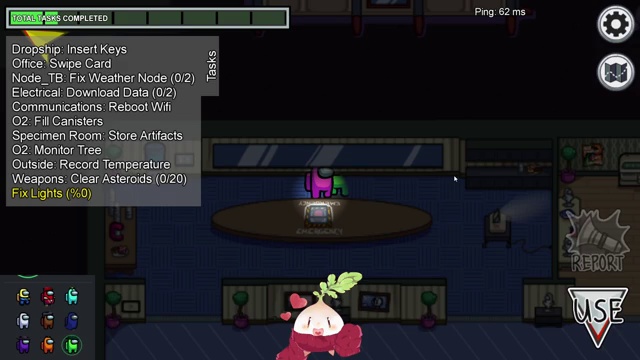 TOTAL TASKS COMPLETED
Ping: 62 ms
Dropship: Insert Keys
Office: Swipe Card
Node_TB: Fix Weather Node (0/2)
Electrical: Download Data (0/2)
Communications: Reboot Wifi
O2: Fill Canisters
Specimen Room: Store Artifacts
O2: Monitor Tree
Outside: Record Temperature
Weapons: Clear Asteroids (0/20)
Fix Lights (%0)
Tasks
REPORT
USE